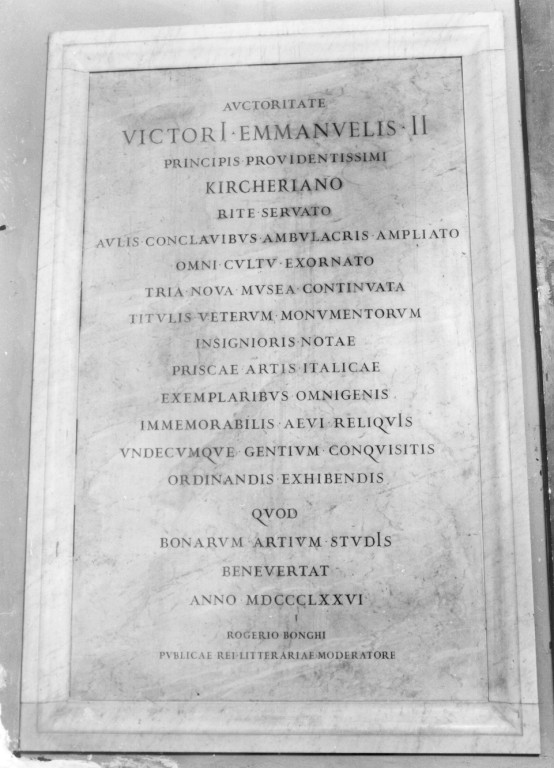 AVCTORITATE
VICTORI·EMMANVELIS·II
PRINCIPIS·PROVIDENTISSIMI
KIRCHERIANO
RITE·SERVATO
AVLIS·CONCLAVIBVS·AMBVLACRIS·AMPLIATO
OMNI·CVLTV·EXORNATO
TRIA·NOVA·MVSEA·CONTINVATA
TITVLIS·VETERVM·MONVMENTORVM
INSIGNIORIS·NOTAE
PRISCAE·ARTIS·ITALICAE
EXEMPLARIBVS·OMNIGENIS
IMMEMORABILIS·AEVI·RELIQVIS
VNDECVMQVE·GENTIVM·CONQVISITIS
ORDINANDIS·EXHIBENDIS
QVOD
BONARVM·ARTIVM·STVDIS
BENEVERTAT
ANNO·MDCCCLXXVI
ROGERIO·BONGHI
PVBLICAE·REI·LITTERARIAE·MODERATORE